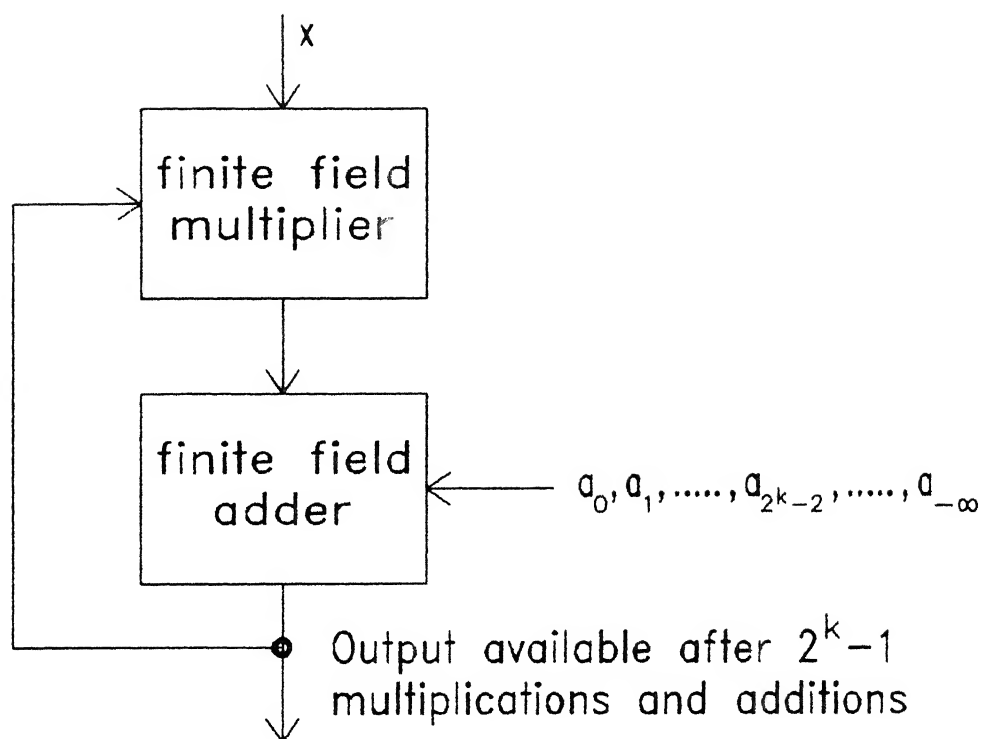 x
finite field
multiplier
finite field
adder
a₀, a₁, ....., a₂ᵏ₋₂, ....., a₋∞
Output available after 2ᵏ−1
multiplications and additions